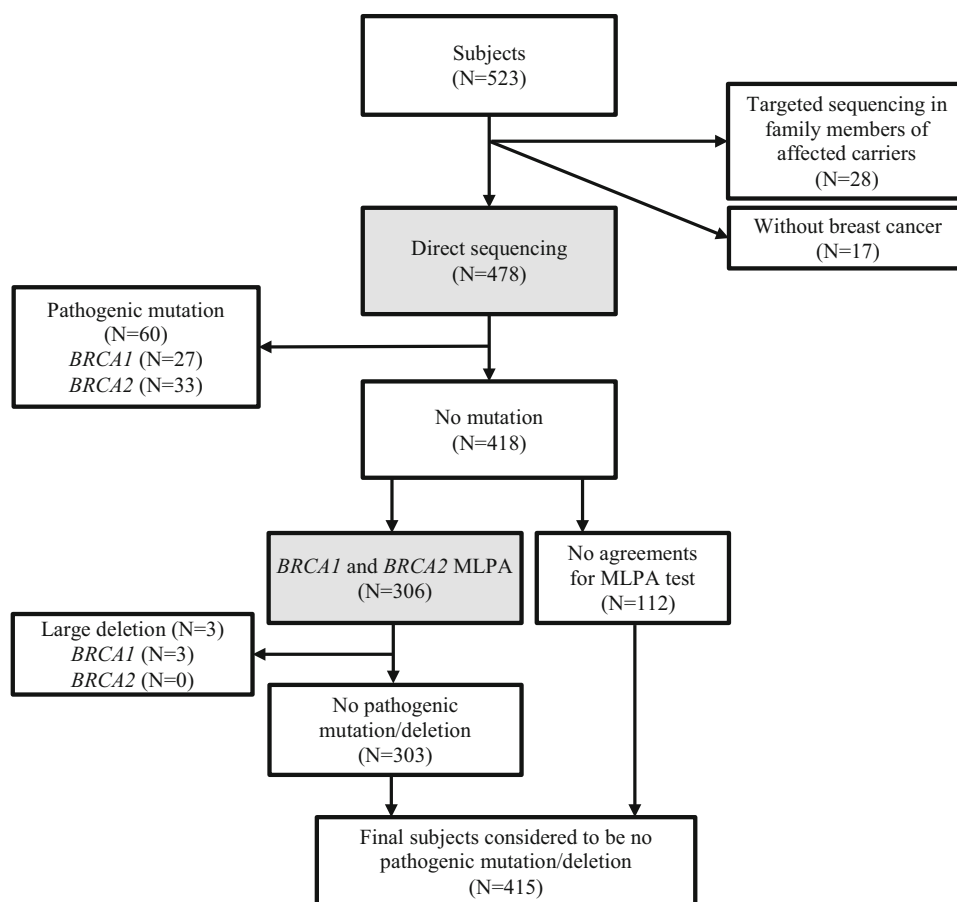 Subjects
(N=523)
Targeted sequencing in
family members of
affected carriers
(N=28)
Without breast cancer
(N=17)
Direct sequencing
(N=478)
Pathogenic mutation
(N=60)
BRCA1 (N=27)
BRCA2 (N=33)
No mutation
(N=418)
BRCA1 and BRCA2 MLPA
(N=306)
No agreements
for MLPA test
(N=112)
Large deletion (N=3)
BRCA1 (N=3)
BRCA2 (N=0)
No pathogenic
mutation/deletion
(N=303)
Final subjects considered to be no
pathogenic mutation/deletion
(N=415)